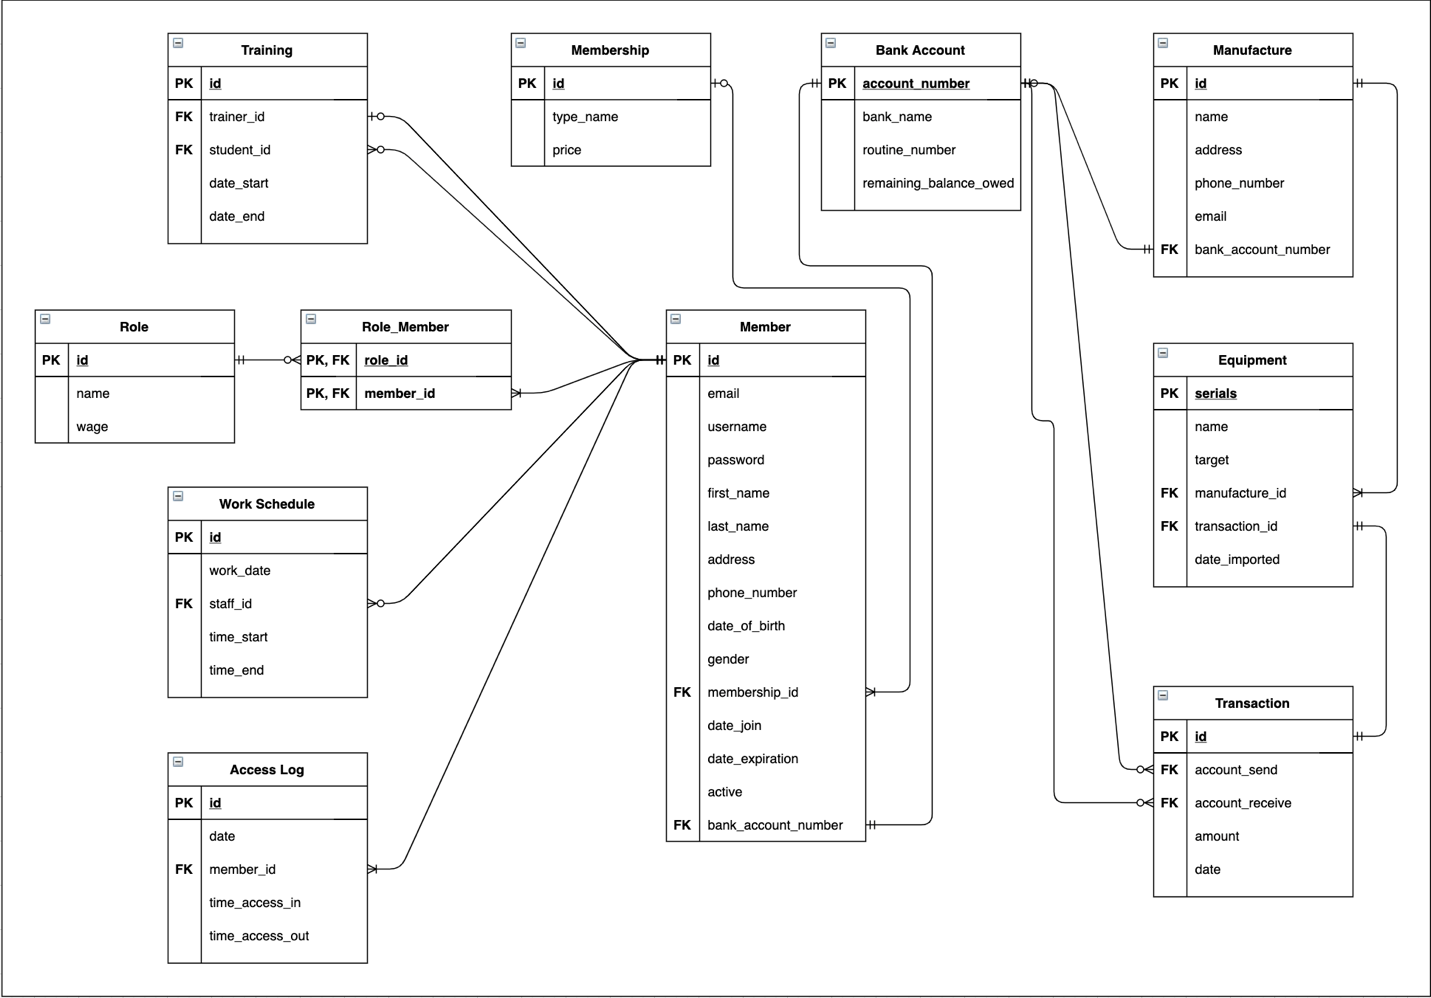 Training
PK id
FK trainer_id
FK student_id
date_start
date_end
Membership
PK id
type_name
price
Bank Account
PK account_number
bank_name
routine_number
remaining_balance_owed
Manufacture
PK id
name
address
phone_number
email
FK bank_account_number
Role
PK id
name
wage
Role_Member
PK, FK role_id
PK, FK member_id
Member
PK id
email
username
password
first_name
last_name
address
phone_number
date_of_birth
gender
FK membership_id
date_join
date_expiration
active
FK bank_account_number
Equipment
PK serials
name
target
FK manufacture_id
FK transaction_id
date_imported
Work Schedule
PK id
work_date
FK staff_id
time_start
time_end
Transaction
PK id
FK account_send
FK account_receive
amount
date
Access Log
PK id
date
FK member_id
time_access_in
time_access_out